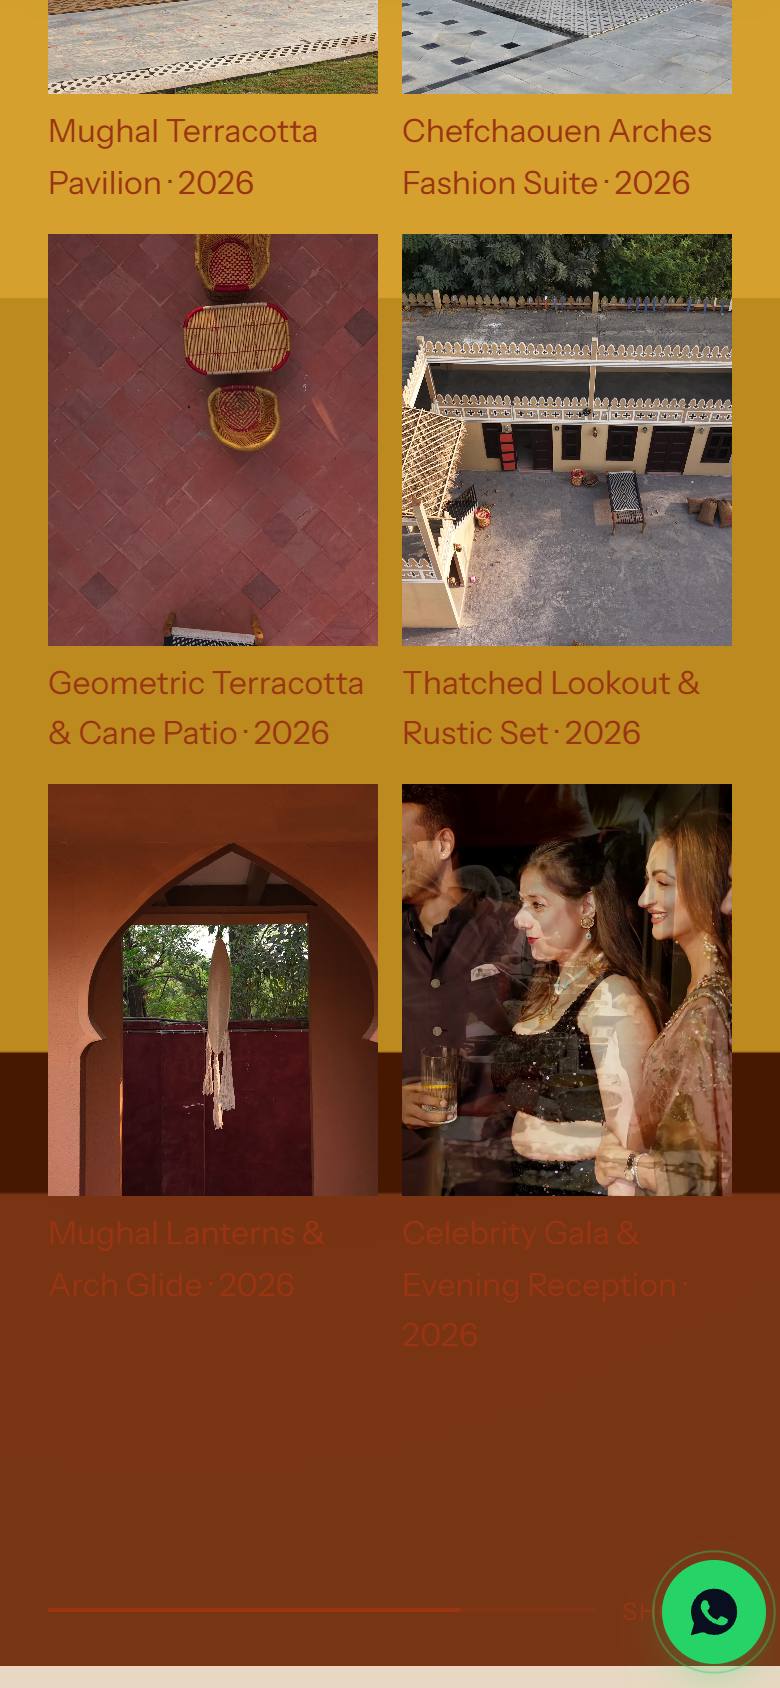 Mughal Terracotta
Pavilion · 2026
Chefchaouen Arches
Fashion Suite · 2026
Geometric Terracotta
& Cane Patio · 2026
Thatched Lookout &
Rustic Set · 2026
Mughal Lanterns &
Arch Glide · 2026
Celebrity Gala &
Evening Reception ·
2026